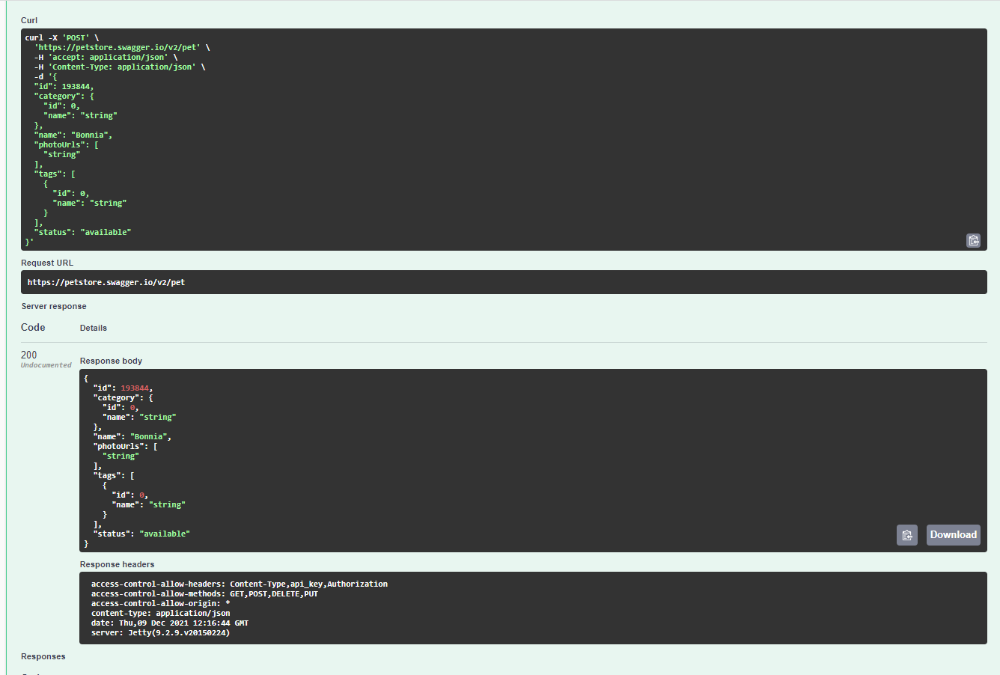 Curl
curl -X 'POST' \
  'https://petstore.swagger.io/v2/pet' \
  -H 'accept: application/json' \
  -H 'Content-Type: application/json' \
  -d '{
  "id": 193844,
  "category": {
    "id": 0,
    "name": "string"
  },
  "name": "Bonnia",
  "photoUrls": [
    "string"
  ],
  "tags": [
    {
      "id": 0,
      "name": "string"
    }
  ],
  "status": "available"
}'
Request URL
https://petstore.swagger.io/v2/pet
Server response
Code Details
200
Undocumented
Response body
{
  "id": 193844,
  "category": {
    "id": 0,
    "name": "string"
  },
  "name": "Bonnia",
  "photoUrls": [
    "string"
  ],
  "tags": [
    {
      "id": 0,
      "name": "string"
    }
  ],
  "status": "available"
}
Download
Response headers
access-control-allow-headers: Content-Type,api_key,Authorization
access-control-allow-methods: GET,POST,DELETE,PUT
access-control-allow-origin: *
content-type: application/json
date: Thu,09 Dec 2021 12:16:44 GMT
server: Jetty(9.2.9.v20150224)
Responses